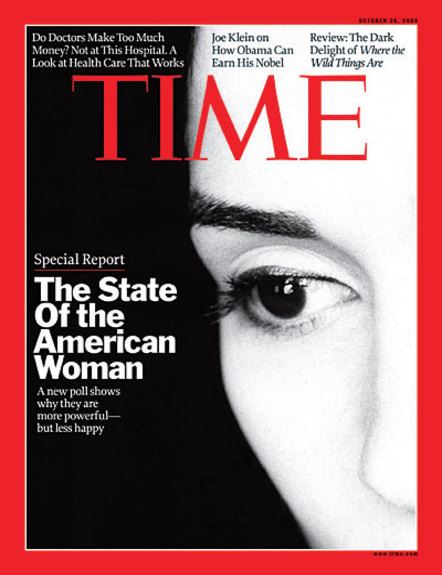 OCTOBER 26, 2009
Do Doctors Make Too Much
Money? Not at This Hospital. A
Look at Health Care That Works
Joe Klein on
How Obama Can
Earn His Nobel
Review: The Dark
Delight of Where the
Wild Things Are
TIME
Special Report
The State
Of the
American
Woman
A new poll shows
why they are
more powerful—
but less happy
www.time.com